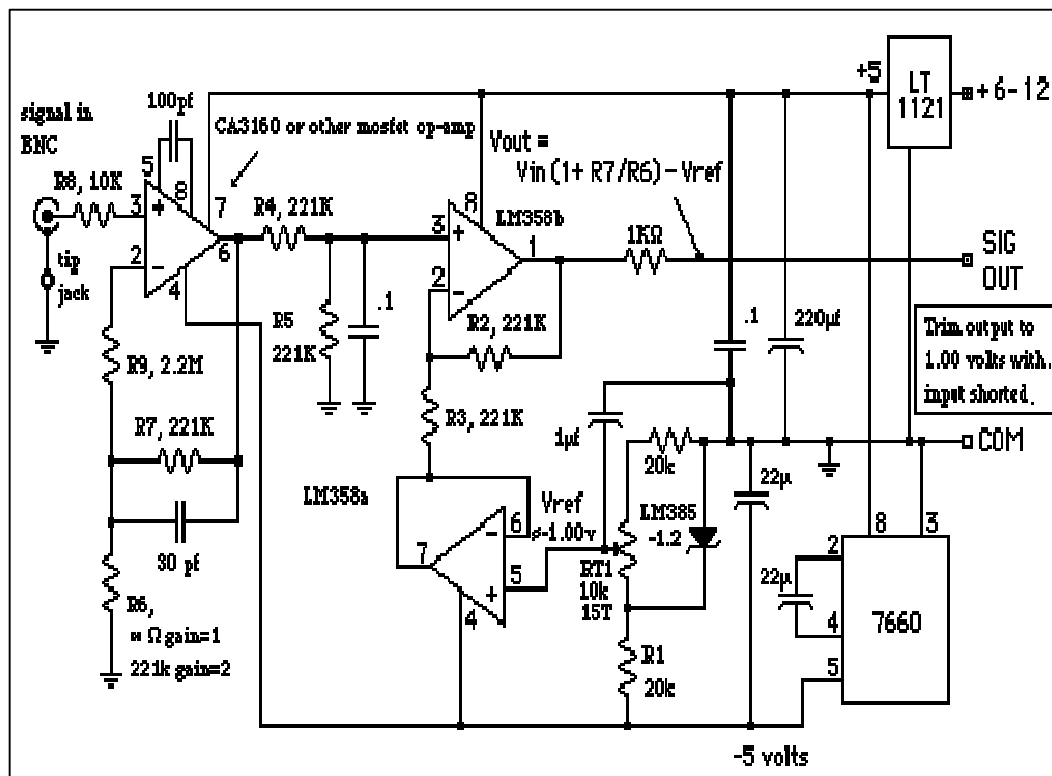 +5
LT
1121
+6-12
100pf
signal in
BNC
CA3160 or other mosfet op-amp
Vout =
Vin (1+ R7/R6) - Vref
R8, 10K
5
8
3
+
7
R4, 221K
8
LM358b
3
+
1
1KΩ
6
2
-
4
tip
jack
2
-
SIG
OUT
R5
221K
.1
R2, 221K
.1
220µf
Trim output to
1.00 volts with
input shorted.
R9, 2.2M
R3, 221K
1µf
20k
COM
R7, 221K
22µ
LM358a
Vref
-1.00v
LM385
-1.2
6
-
7
5
+
4
RT1
10k
15T
8
3
2
22µ
4
7660
5
30 pf
R6,
∞ Ω gain=1
221k gain=2
R1
20k
-5 volts